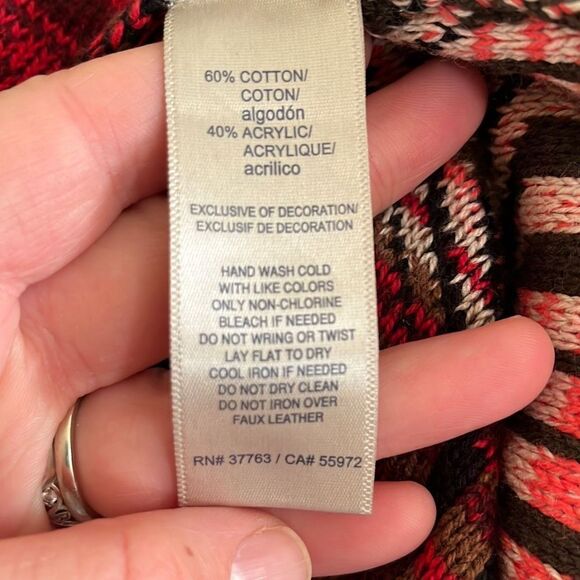 60% COTTON/
COTON/
algodón
40% ACRYLIC/
ACRYLIQUE/
acrilico
EXCLUSIVE OF DECORATION/
EXCLUSIF DE DECORATION
HAND WASH COLD
WITH LIKE COLORS
ONLY NON-CHLORINE
BLEACH IF NEEDED
DO NOT WRING OR TWIST
LAY FLAT TO DRY
COOL IRON IF NEEDED
DO NOT DRY CLEAN
DO NOT IRON OVER
FAUX LEATHER
RN# 37763 / CA# 55972